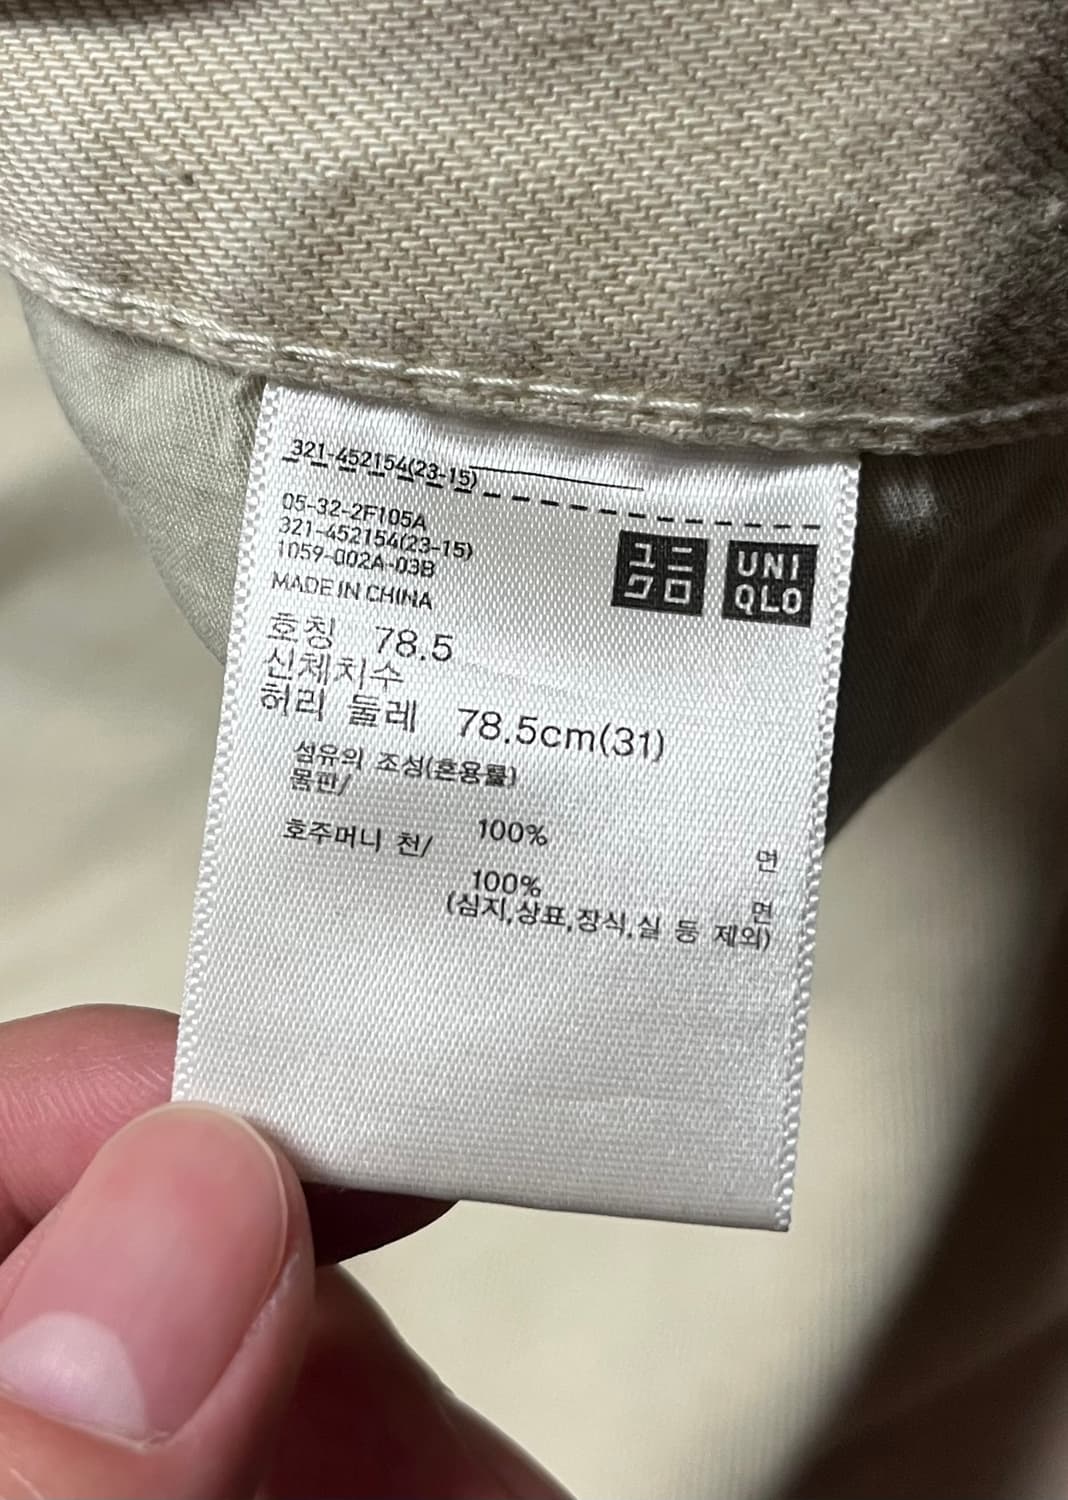 321-452154(23-15)
05-32-2F105A
321-452154(23-15)
1059-002A-03B
MADE IN CHINA
ユニ
クロ
UNI
QLO
호칭 78.5
신체치수
허리 둘레 78.5cm(31)
섬유의 조성(혼용률)
몸판/
100% 면
호주머니 천/
100% 면
(심지,상표,장식,실 등 제외)